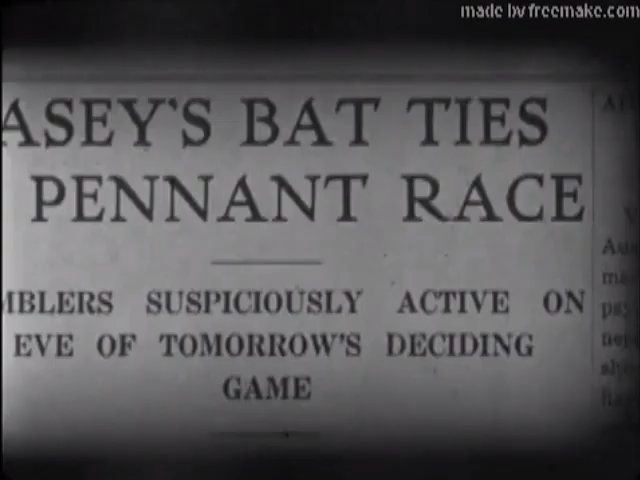 made by freemake.com
ASEY'S BAT TIES
PENNANT RACE
MBLERS SUSPICIOUSLY ACTIVE ON
EVE OF TOMORROW'S DECIDING
GAME